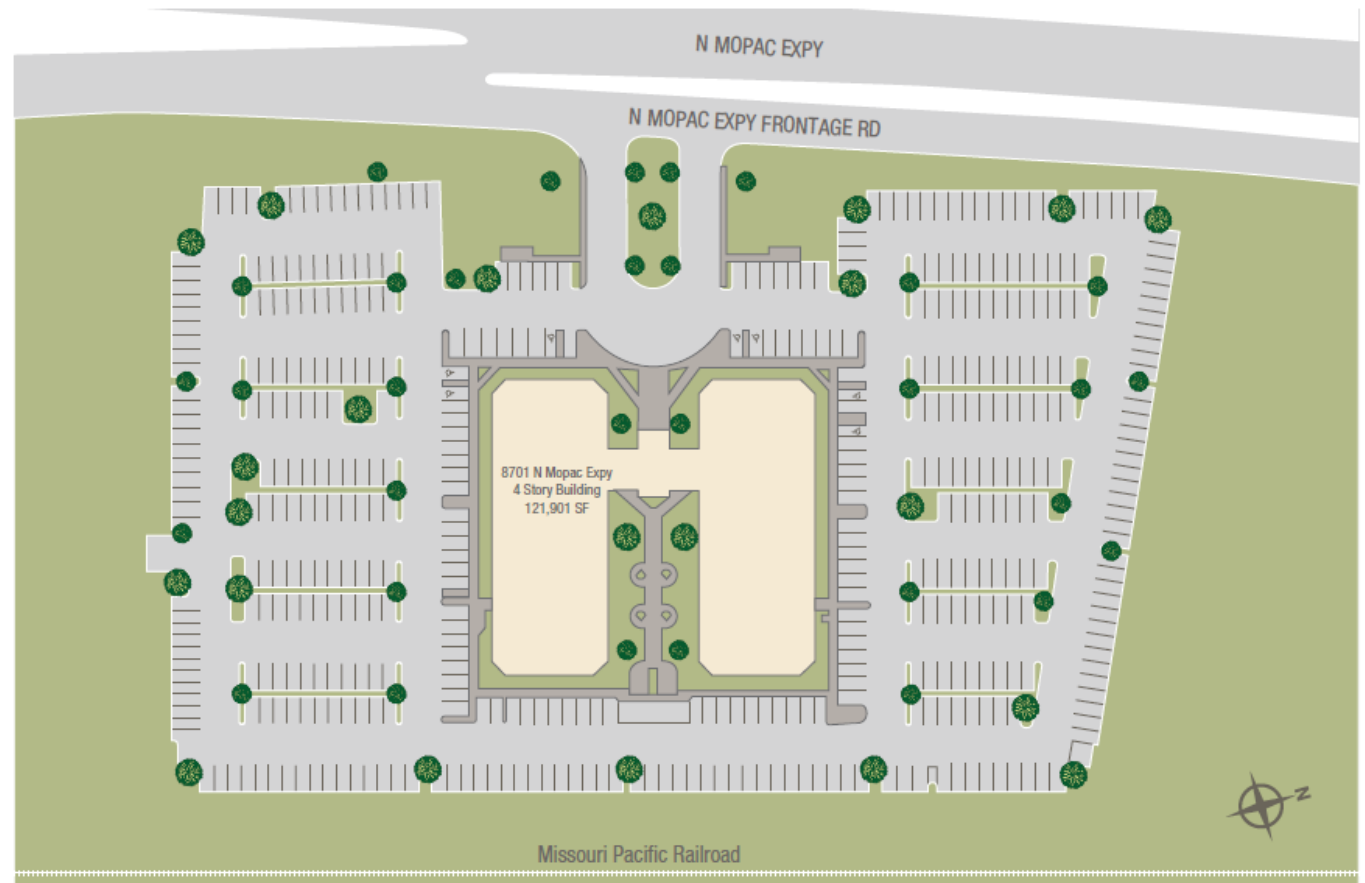 N MOPAC EXPY
N MOPAC EXPY FRONTAGE RD
8701 N Mopac Expy
4 Story Building
121,901 SF
N
Missouri Pacific Railroad